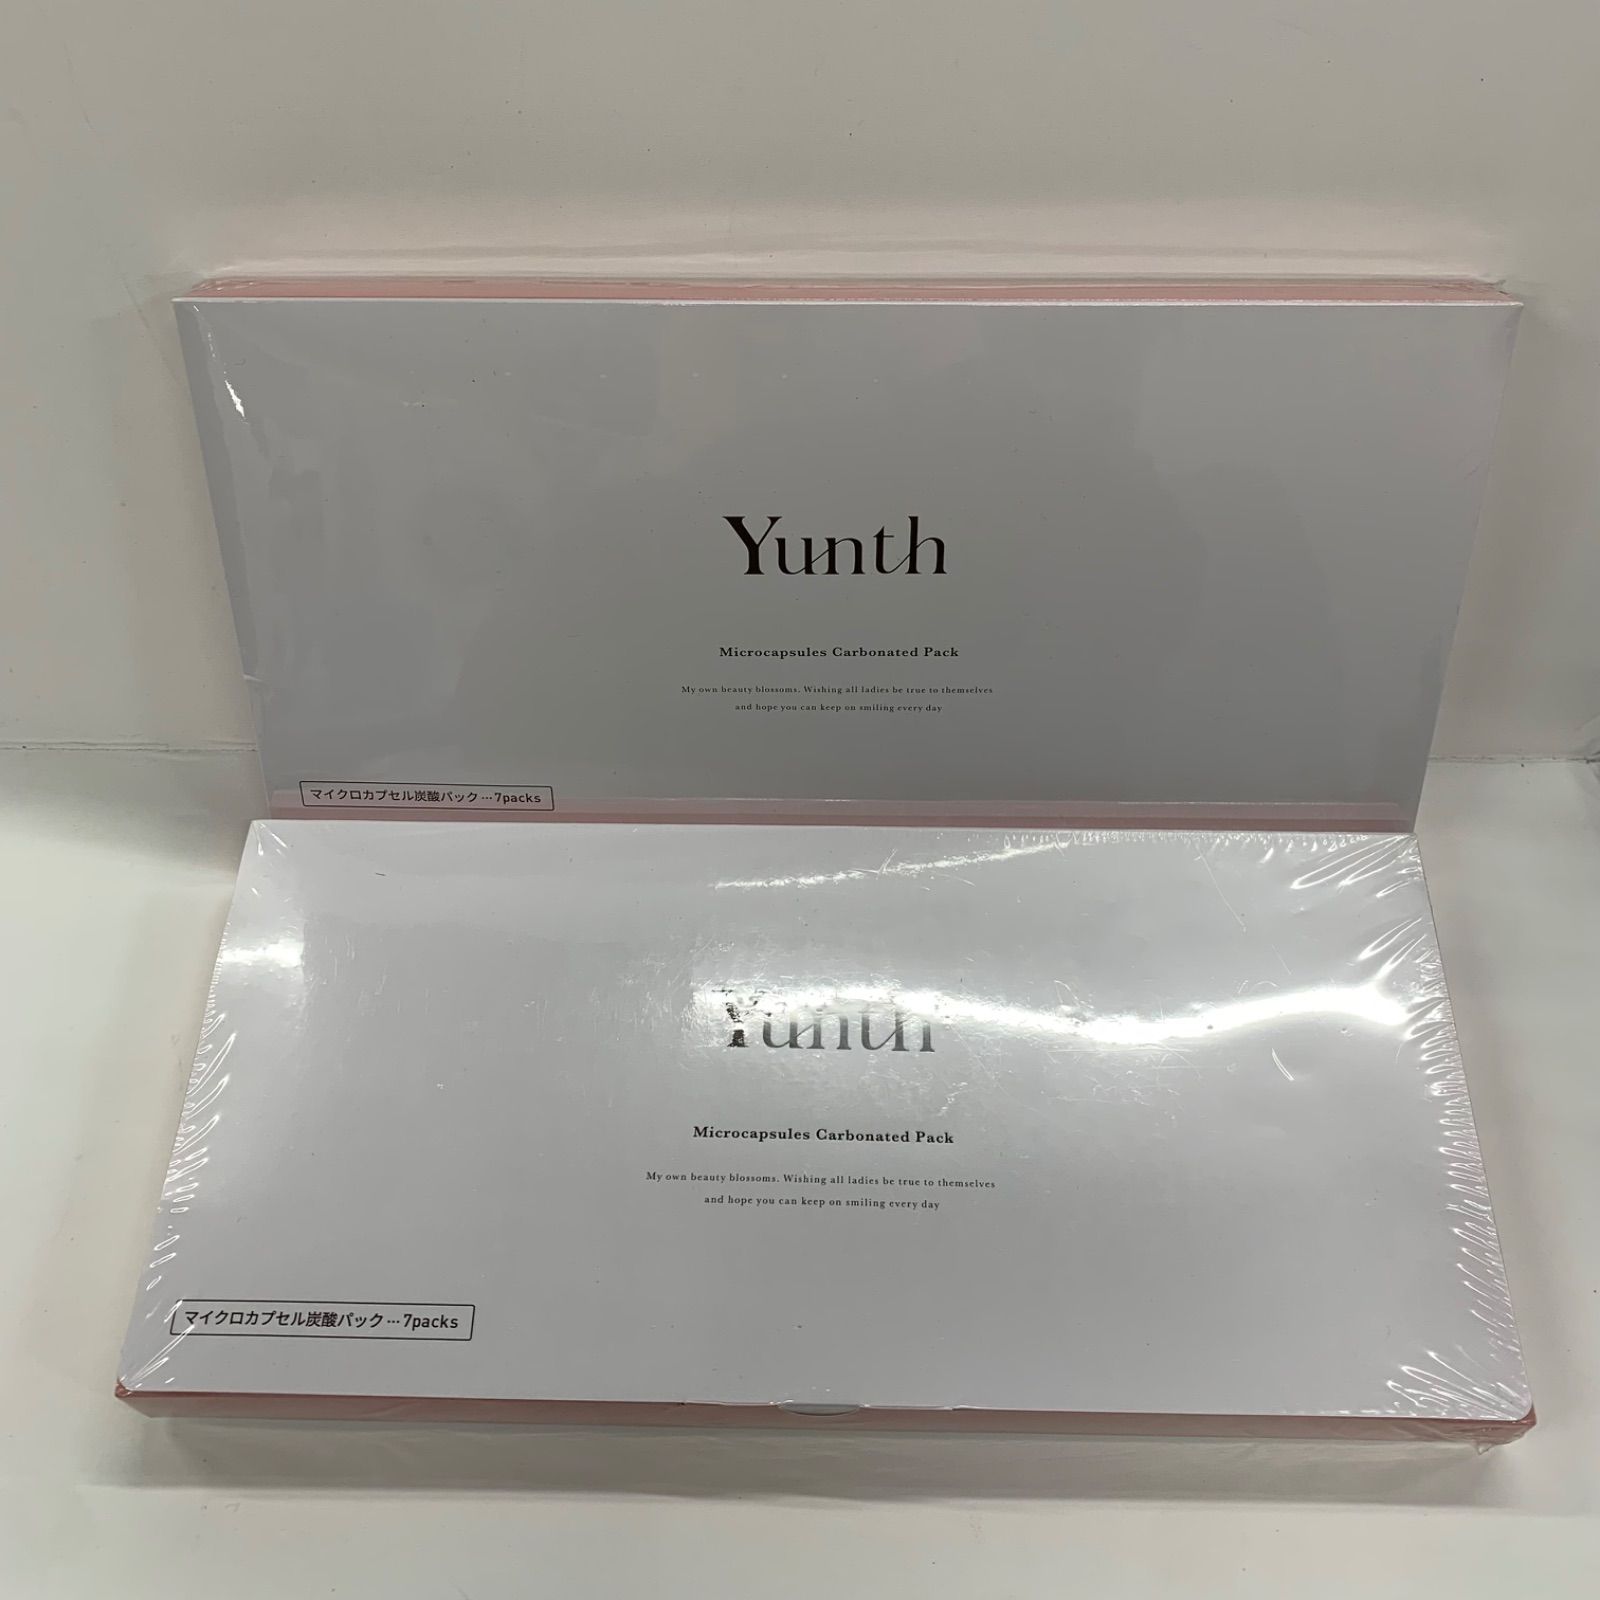 Yunth
Microcapsules Carbonated Pack
My own beauty blossoms. Wishing all ladies be true to themselves
and hope you can keep on smiling every day
マイクロカプセル炭酸パック…7packs
Yunth
Microcapsules Carbonated Pack
My own beauty blossoms. Wishing all ladies be true to themselves
and hope you can keep on smiling every day
マイクロカプセル炭酸パック…7packs